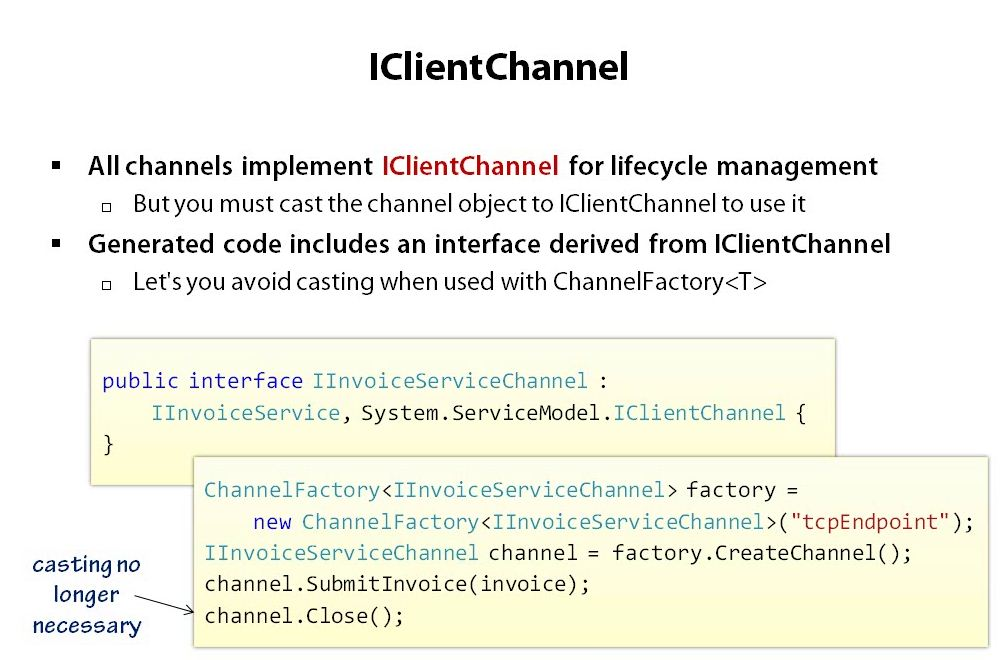 IClientChannel
▪ All channels implement IClientChannel for lifecycle management
▫ But you must cast the channel object to IClientChannel to use it
▪ Generated code includes an interface derived from IClientChannel
▫ Let's you avoid casting when used with ChannelFactory<T>
public interface IInvoiceServiceChannel :
IInvoiceService, System.ServiceModel.IClientChannel {
}
ChannelFactory<IInvoiceServiceChannel> factory =
new ChannelFactory<IInvoiceServiceChannel>("tcpEndpoint");
IInvoiceServiceChannel channel = factory.CreateChannel();
channel.SubmitInvoice(invoice);
channel.Close();
casting no
longer
necessary